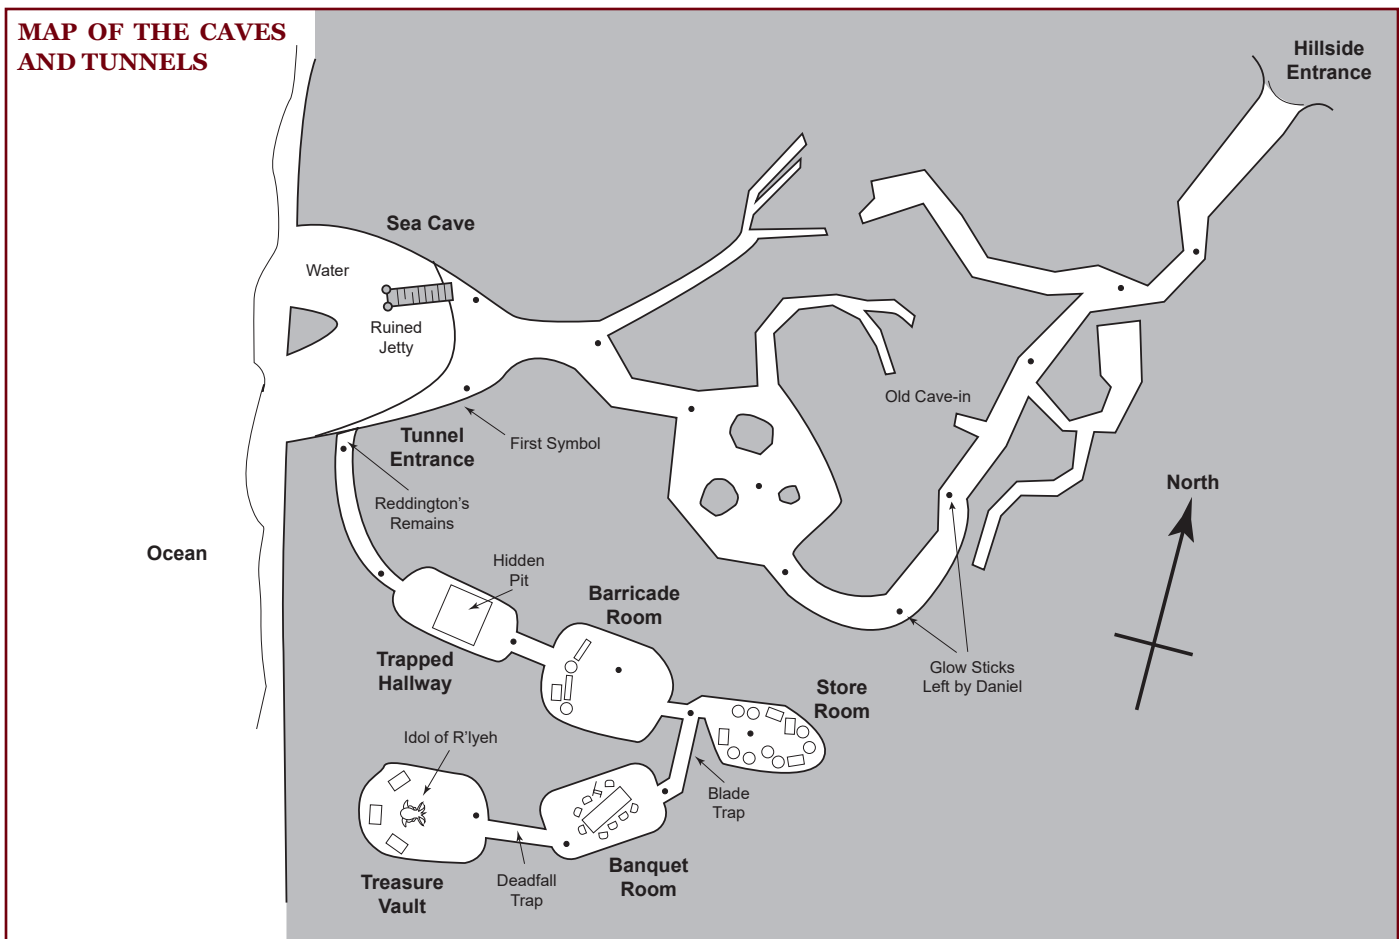 MAP OF THE CAVES
AND TUNNELS
Hillside
Entrance
Sea Cave
Water
Ruined
Jetty
Old Cave-in
Tunnel
Entrance
First Symbol
Reddington's
Remains
North
Ocean
Hidden
Pit
Barricade
Room
Trapped
Hallway
Glow Sticks
Left by Daniel
Store
Room
Idol of R'lyeh
Blade
Trap
Banquet
Room
Treasure
Vault
Deadfall
Trap